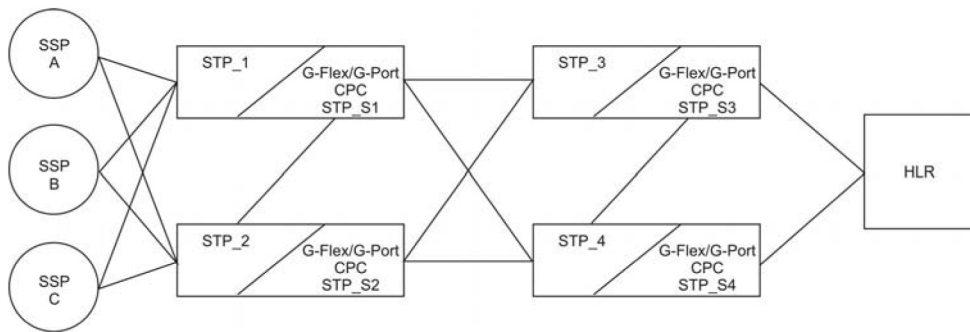 SSP
A
STP_1
G-Flex/G-Port
CPC
STP_S1
STP_3
G-Flex/G-Port
CPC
STP_S3
SSP
B
HLR
STP_2
G-Flex/G-Port
CPC
STP_S2
STP_4
G-Flex/G-Port
CPC
STP_S4
SSP
C